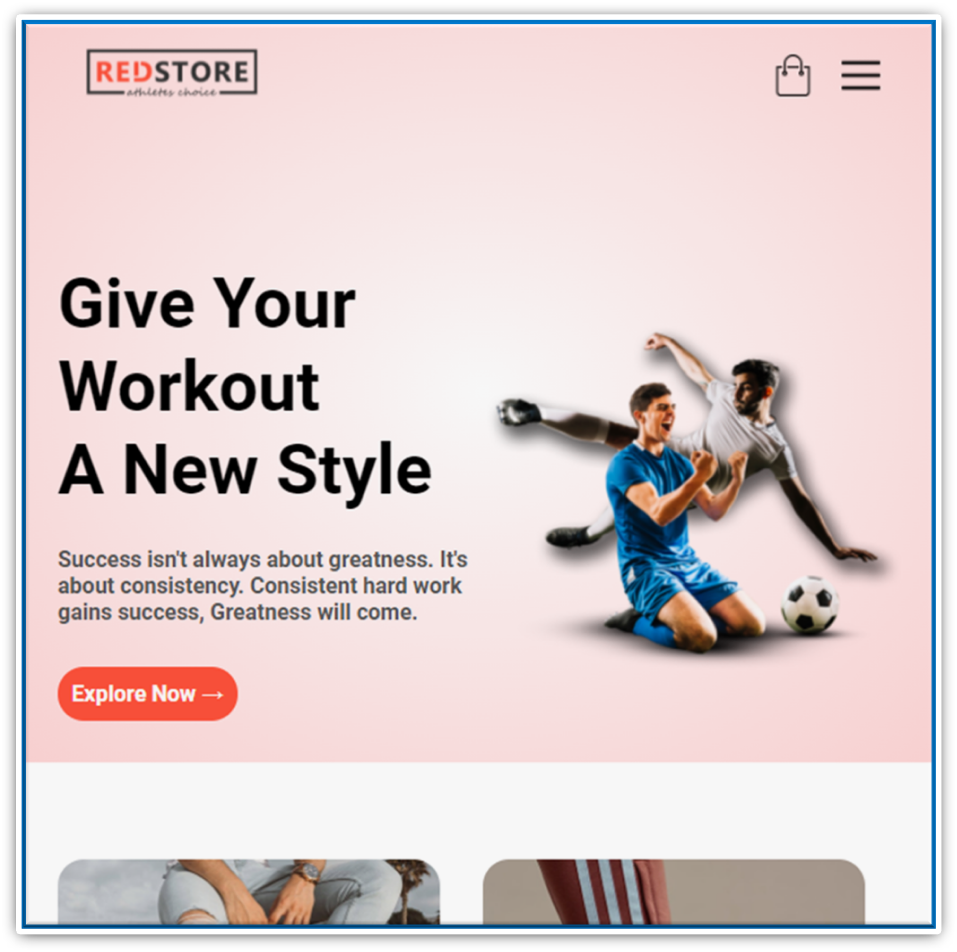 REDSTORE
athletes choice
Give Your
Workout
A New Style
Success isn't always about greatness. It's
about consistency. Consistent hard work
gains success, Greatness will come.
Explore Now →